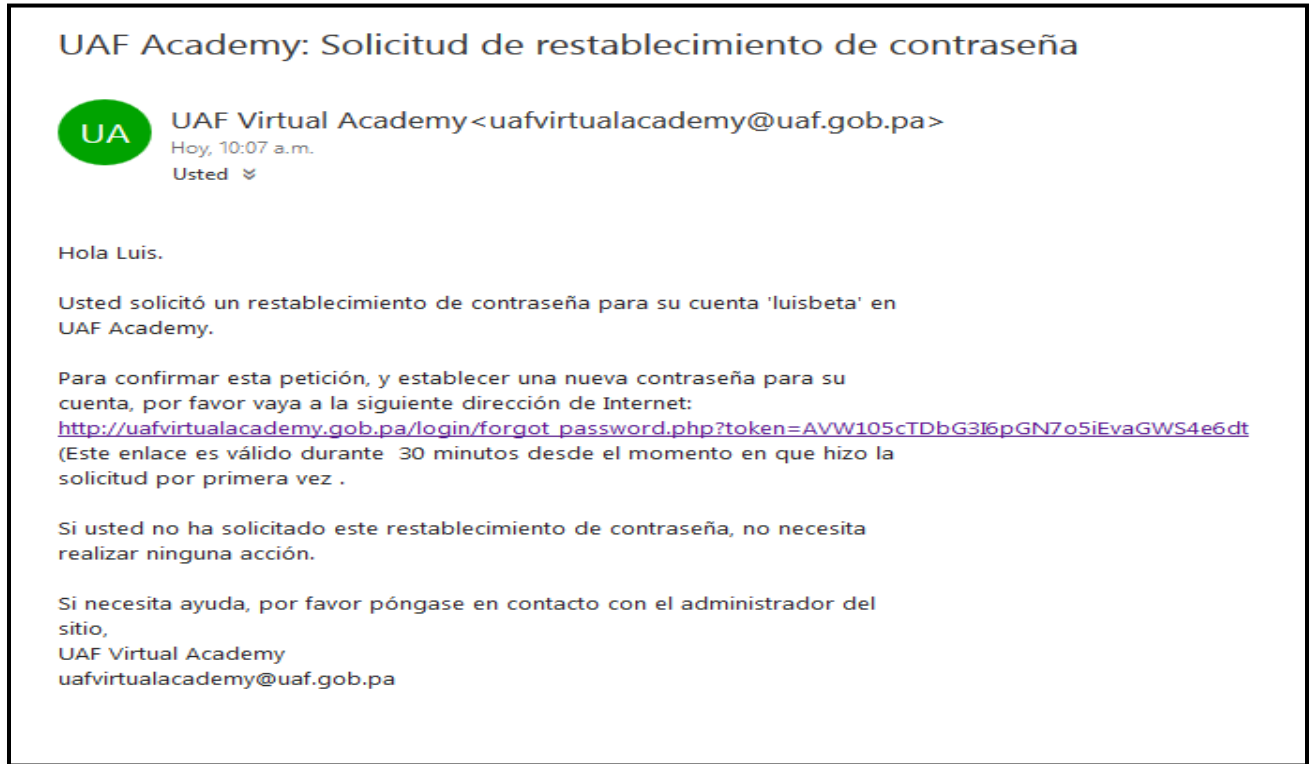 UAF Academy: Solicitud de restablecimiento de contraseña
UA
UAF Virtual Academy<uafvirtualacademy@uaf.gob.pa>
Hoy, 10:07 a.m.
Usted
Hola Luis.
Usted solicitó un restablecimiento de contraseña para su cuenta 'luisbeta' en
UAF Academy.
Para confirmar esta petición, y establecer una nueva contraseña para su
cuenta, por favor vaya a la siguiente dirección de Internet:
http://uafvirtualacademy.gob.pa/login/forgot_password.php?token=AVW105cTDbG3I6pGN7o5iEvaGWS4e6dt
(Este enlace es válido durante  30 minutos desde el momento en que hizo la
solicitud por primera vez .
Si usted no ha solicitado este restablecimiento de contraseña, no necesita
realizar ninguna acción.
Si necesita ayuda, por favor póngase en contacto con el administrador del
sitio,
UAF Virtual Academy
uafvirtualacademy@uaf.gob.pa